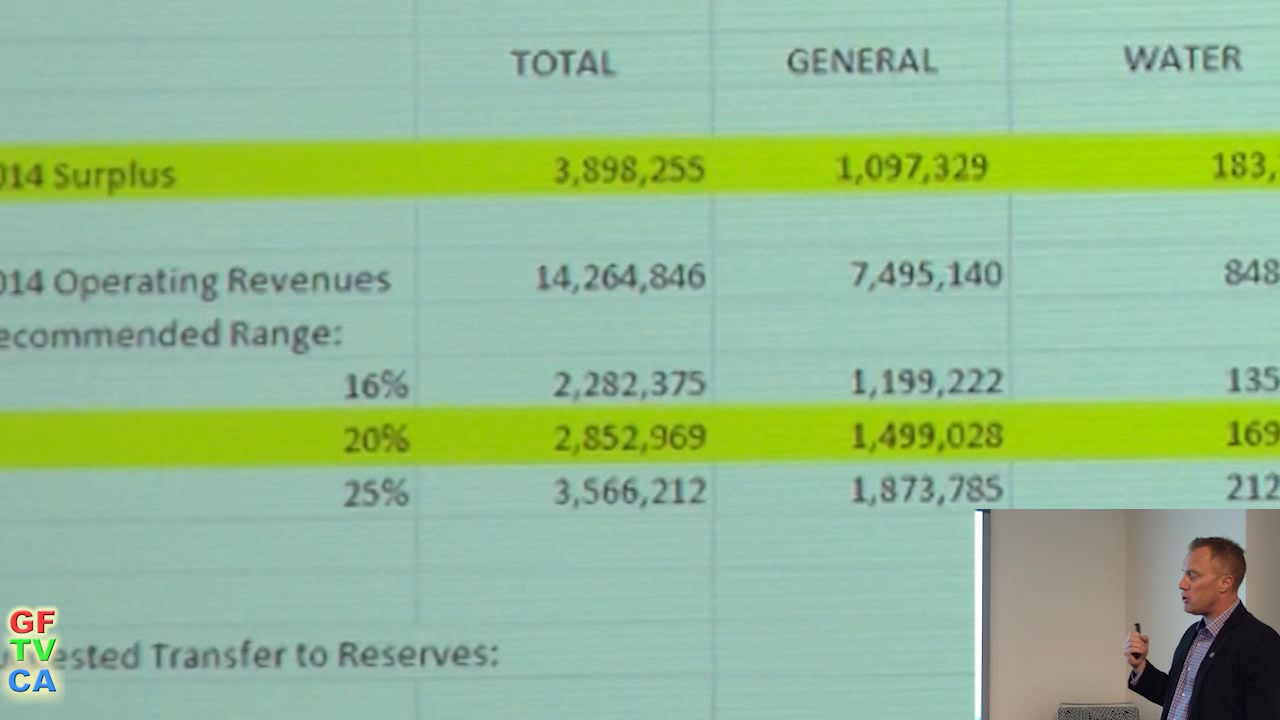 TOTAL GENERAL WATER
014 Surplus 3,898,255 1,097,329 183,
014 Operating Revenues 14,264,846 7,495,140 848
ecommended Range:
16% 2,282,375 1,199,222 135
20% 2,852,969 1,499,028 169
25% 3,566,212 1,873,785 212
ested Transfer to Reserves:
GF
TV
CA